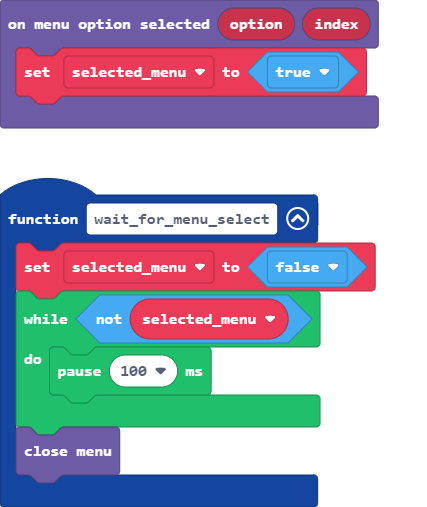 on menu option selected option index
set selected_menu to true
function wait_for_menu_select
set selected_menu to false
while not selected_menu
do
pause 100 ms
close menu